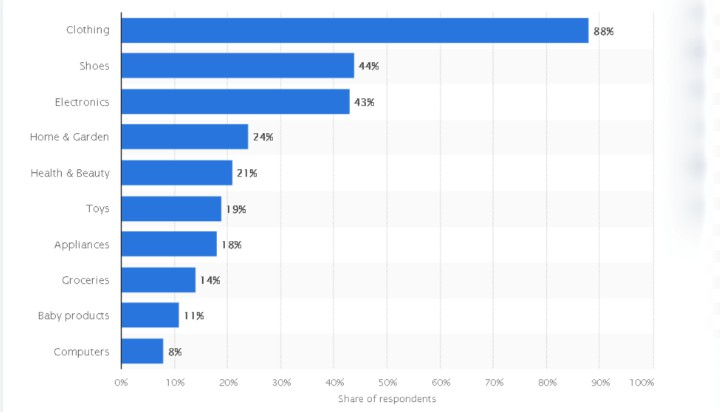 Clothing 88%
Shoes 44%
Electronics 43%
Home & Garden 24%
Health & Beauty 21%
Toys 19%
Appliances 18%
Groceries 14%
Baby products 11%
Computers 8%
0% 10% 20% 30% 40% 50% 60% 70% 80% 90% 100%
Share of respondents